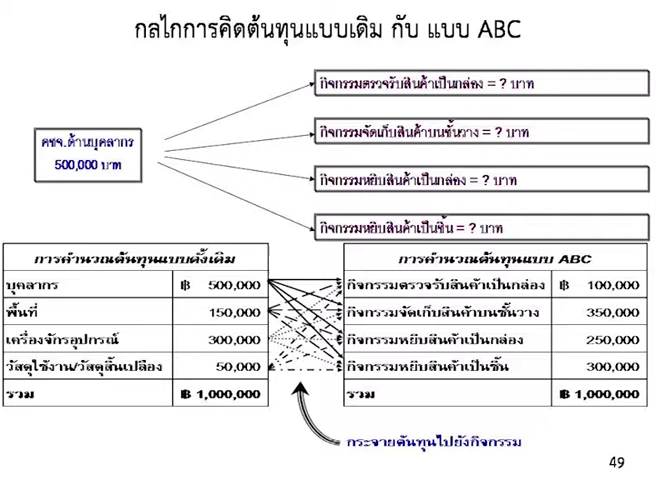 กลไกการคิดต้นทุนแบบเดิม กับ แบบ ABC
กิจกรรมตรวจรับสินค้าเป็นกล่อง = ? บาท
กิจกรรมจัดเก็บสินค้าบนชั้นวาง = ? บาท
คชจ.ด้านบุคลากร
500,000 บาท
กิจกรรมหยิบสินค้าเป็นกล่อง = ? บาท
กิจกรรมหยิบสินค้าเป็นชิ้น = ? บาท
การคำนวณต้นทุนแบบดั้งเดิม
บุคลากร ฿ 500,000
พื้นที่ 150,000
เครื่องจักรอุปกรณ์ 300,000
วัสดุใช้งาน/วัสดุสิ้นเปลือง 50,000
รวม ฿ 1,000,000
การคำนวณต้นทุนแบบ ABC
กิจกรรมตรวจรับสินค้าเป็นกล่อง ฿ 100,000
กิจกรรมจัดเก็บสินค้าบนชั้นวาง 350,000
กิจกรรมหยิบสินค้าเป็นกล่อง 250,000
กิจกรรมหยิบสินค้าเป็นชิ้น 300,000
รวม ฿ 1,000,000
กระจายต้นทุนไปยังกิจกรรม
49